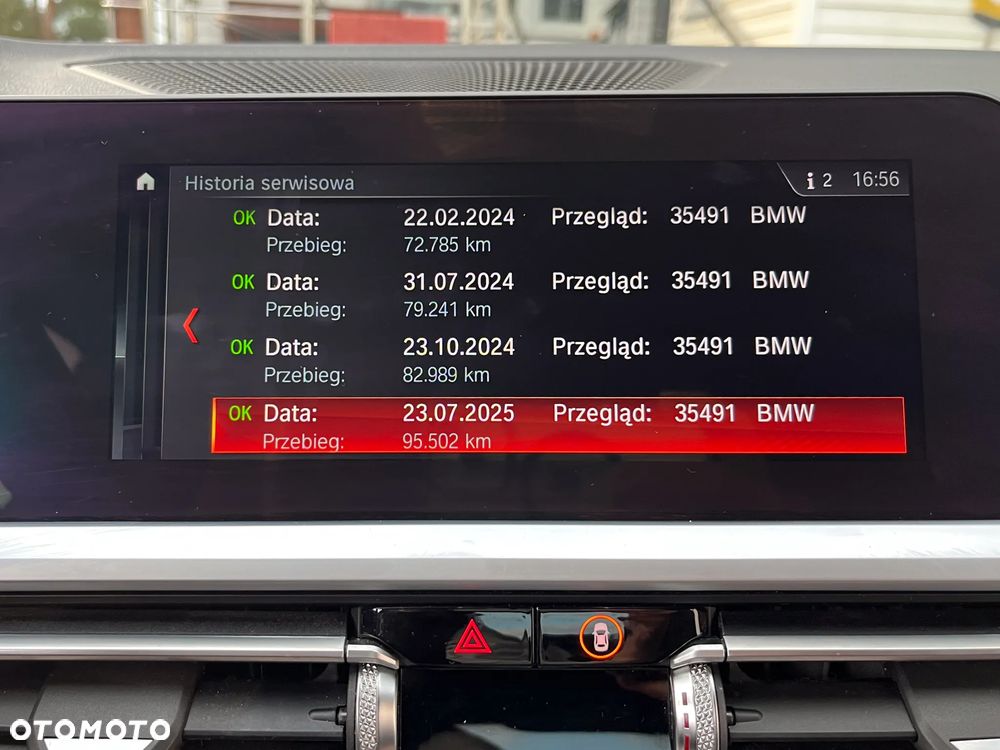 Historia serwisowa i 2 16:56
OK Data: 22.02.2024 Przegląd: 35491 BMW
Przebieg: 72.785 km
OK Data: 31.07.2024 Przegląd: 35491 BMW
Przebieg: 79.241 km
OK Data: 23.10.2024 Przegląd: 35491 BMW
Przebieg: 82.989 km
OK Data: 23.07.2025 Przegląd: 35491 BMW
Przebieg: 95.502 km
OTOMOTO